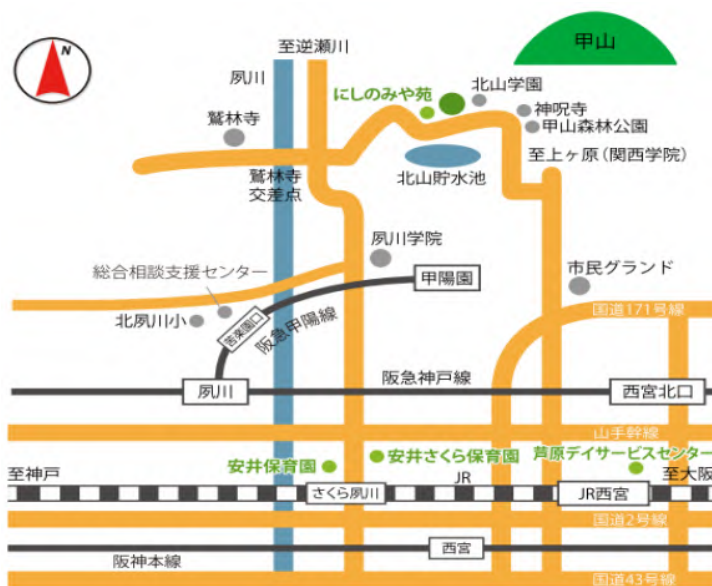 至逆瀬川
N
甲山
夙川
にしのみや苑
北山学園
神呪寺
甲山森林公園
鷲林寺
至上ヶ原(関西学院)
鷲林寺
交差点
北山貯水池
夙川学院
総合相談支援センター
甲陽園
市民グランド
北夙川小
苦楽園口
阪急甲陽線
国道171号線
阪急神戸線
夙川
西宮北口
山手幹線
安井保育園
安井さくら保育園
芦原デイサービスセンター
至神戸
JR
至大阪
さくら夙川
JR西宮
国道2号線
阪神本線
西宮
国道43号線